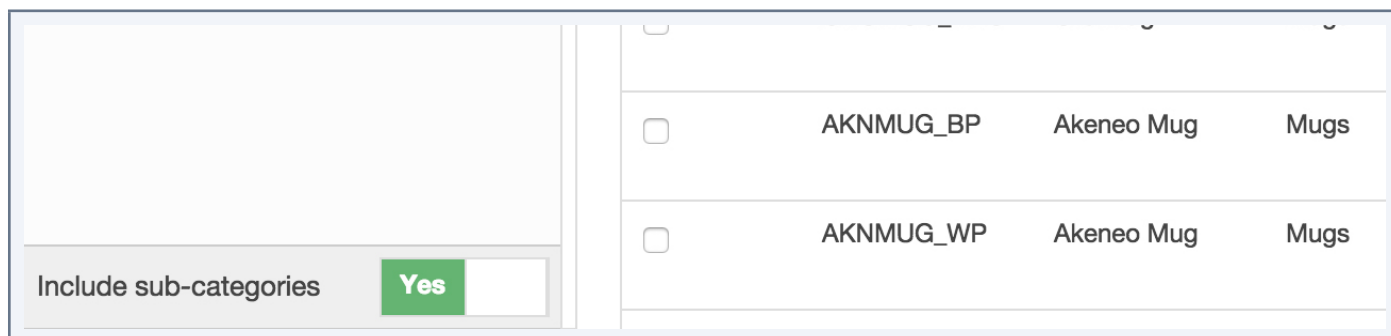 AKNMUG_BP Akeneo Mug Mugs
AKNMUG_WP Akeneo Mug Mugs
Include sub-categories Yes